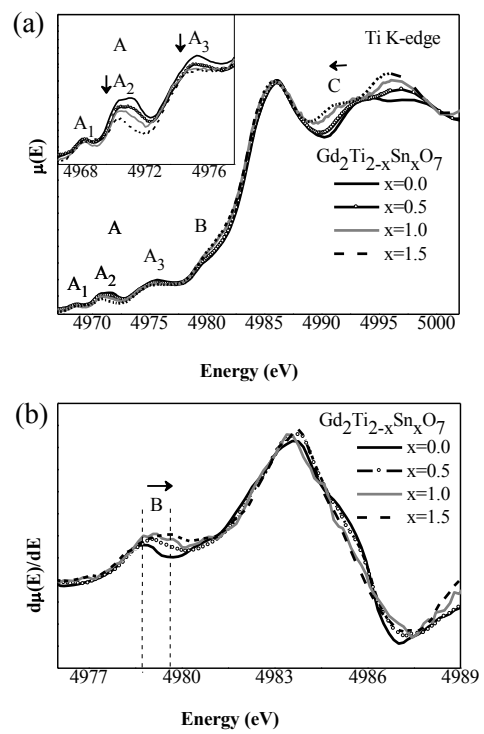 (a)
A
A3
Ti K-edge
A2
C
A1
4968 4972 4976
μ(E)
Gd2Ti2-xSnxO7
x=0.0
x=0.5
x=1.0
x=1.5
A
B
A3
A1
A2
4970 4975 4980 4985 4990 4995 5000
Energy (eV)
(b)
Gd2Ti2-xSnxO7
x=0.0
x=0.5
x=1.0
x=1.5
B
dμ(E)/dE
4977 4980 4983 4986 4989
Energy (eV)